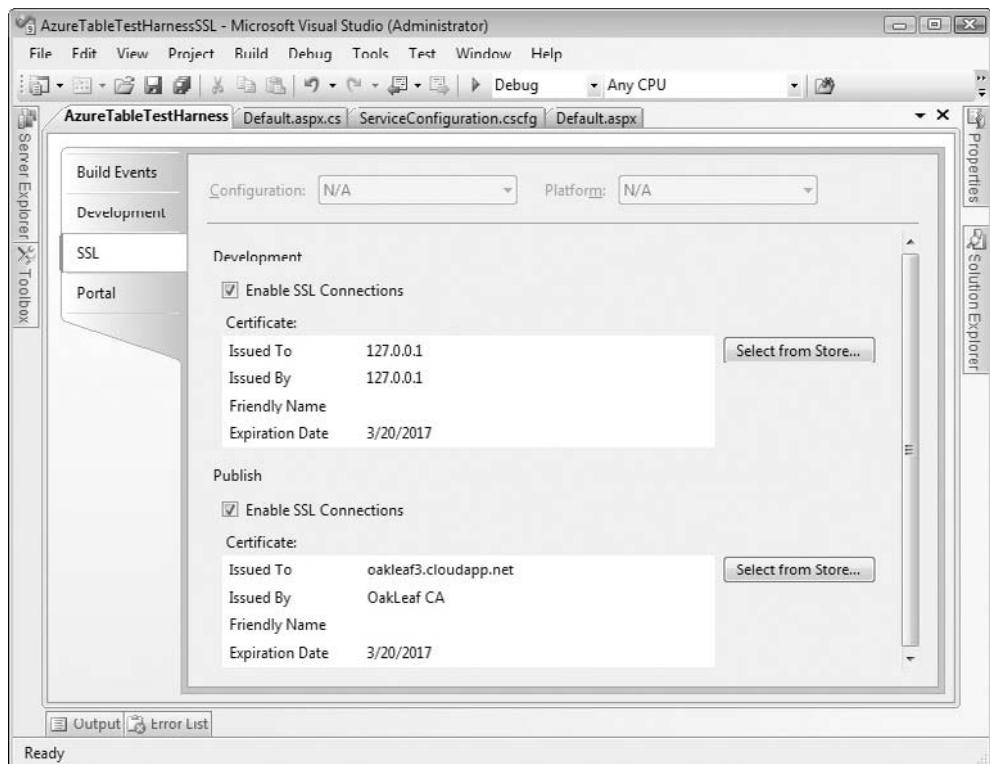 AzureTableTestHarnessSSL - Microsoft Visual Studio (Administrator)
File Edit View Project Build Debug Tools Test Window Help
Debug Any CPU
AzureTableTestHarness Default.aspx.cs ServiceConfiguration.cscfg Default.aspx
Server Explorer
Toolbox
Properties
Solution Explorer
Build Events
Development
SSL
Portal
Configuration: N/A Platform: N/A
Development
Enable SSL Connections
Certificate:
Issued To 127.0.0.1 Select from Store...
Issued By 127.0.0.1
Friendly Name
Expiration Date 3/20/2017
Publish
Enable SSL Connections
Certificate:
Issued To oakleaf3.cloudapp.net Select from Store...
Issued By OakLeaf CA
Friendly Name
Expiration Date 3/20/2017
Output Error List
Ready